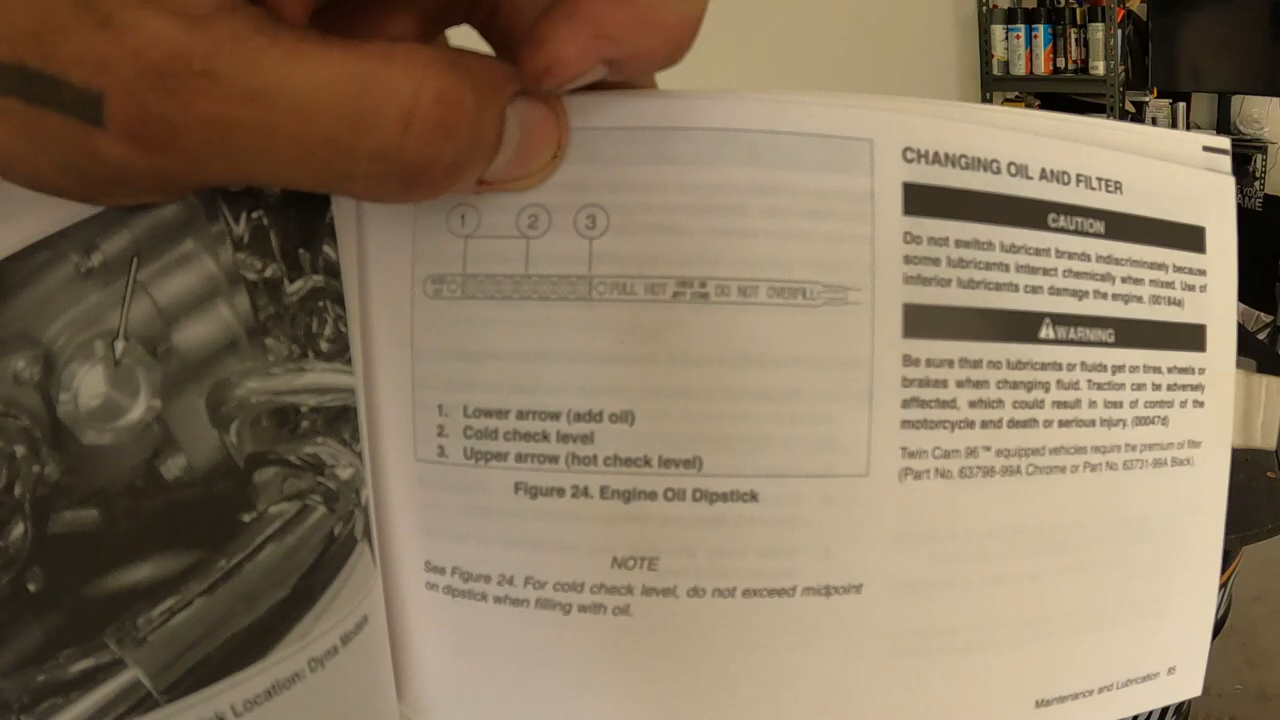 1 2 3
FULL HOT DO NOT OVERFILL
1. Lower arrow (add oil)
2. Cold check level
3. Upper arrow (hot check level)
Figure 24. Engine Oil Dipstick
NOTE
See Figure 24. For cold check level, do not exceed midpoint
on dipstick when filling with oil.
Location: Dyna Models
CHANGING OIL AND FILTER
CAUTION
Do not switch lubricant brands indiscriminately because
some lubricants interact chemically when mixed. Use of
inferior lubricants can damage the engine. (00184a)
WARNING
Be sure that no lubricants or fluids get on tires, wheels or
brakes when changing fluid. Traction can be adversely
affected, which could result in loss of control of the
motorcycle and death or serious injury. (00047d)
Twin Cam 96™ equipped vehicles require the premium oil filter
(Part No. 63798-99A Chrome or Part No. 63731-99A Black).
Maintenance and Lubrication 85